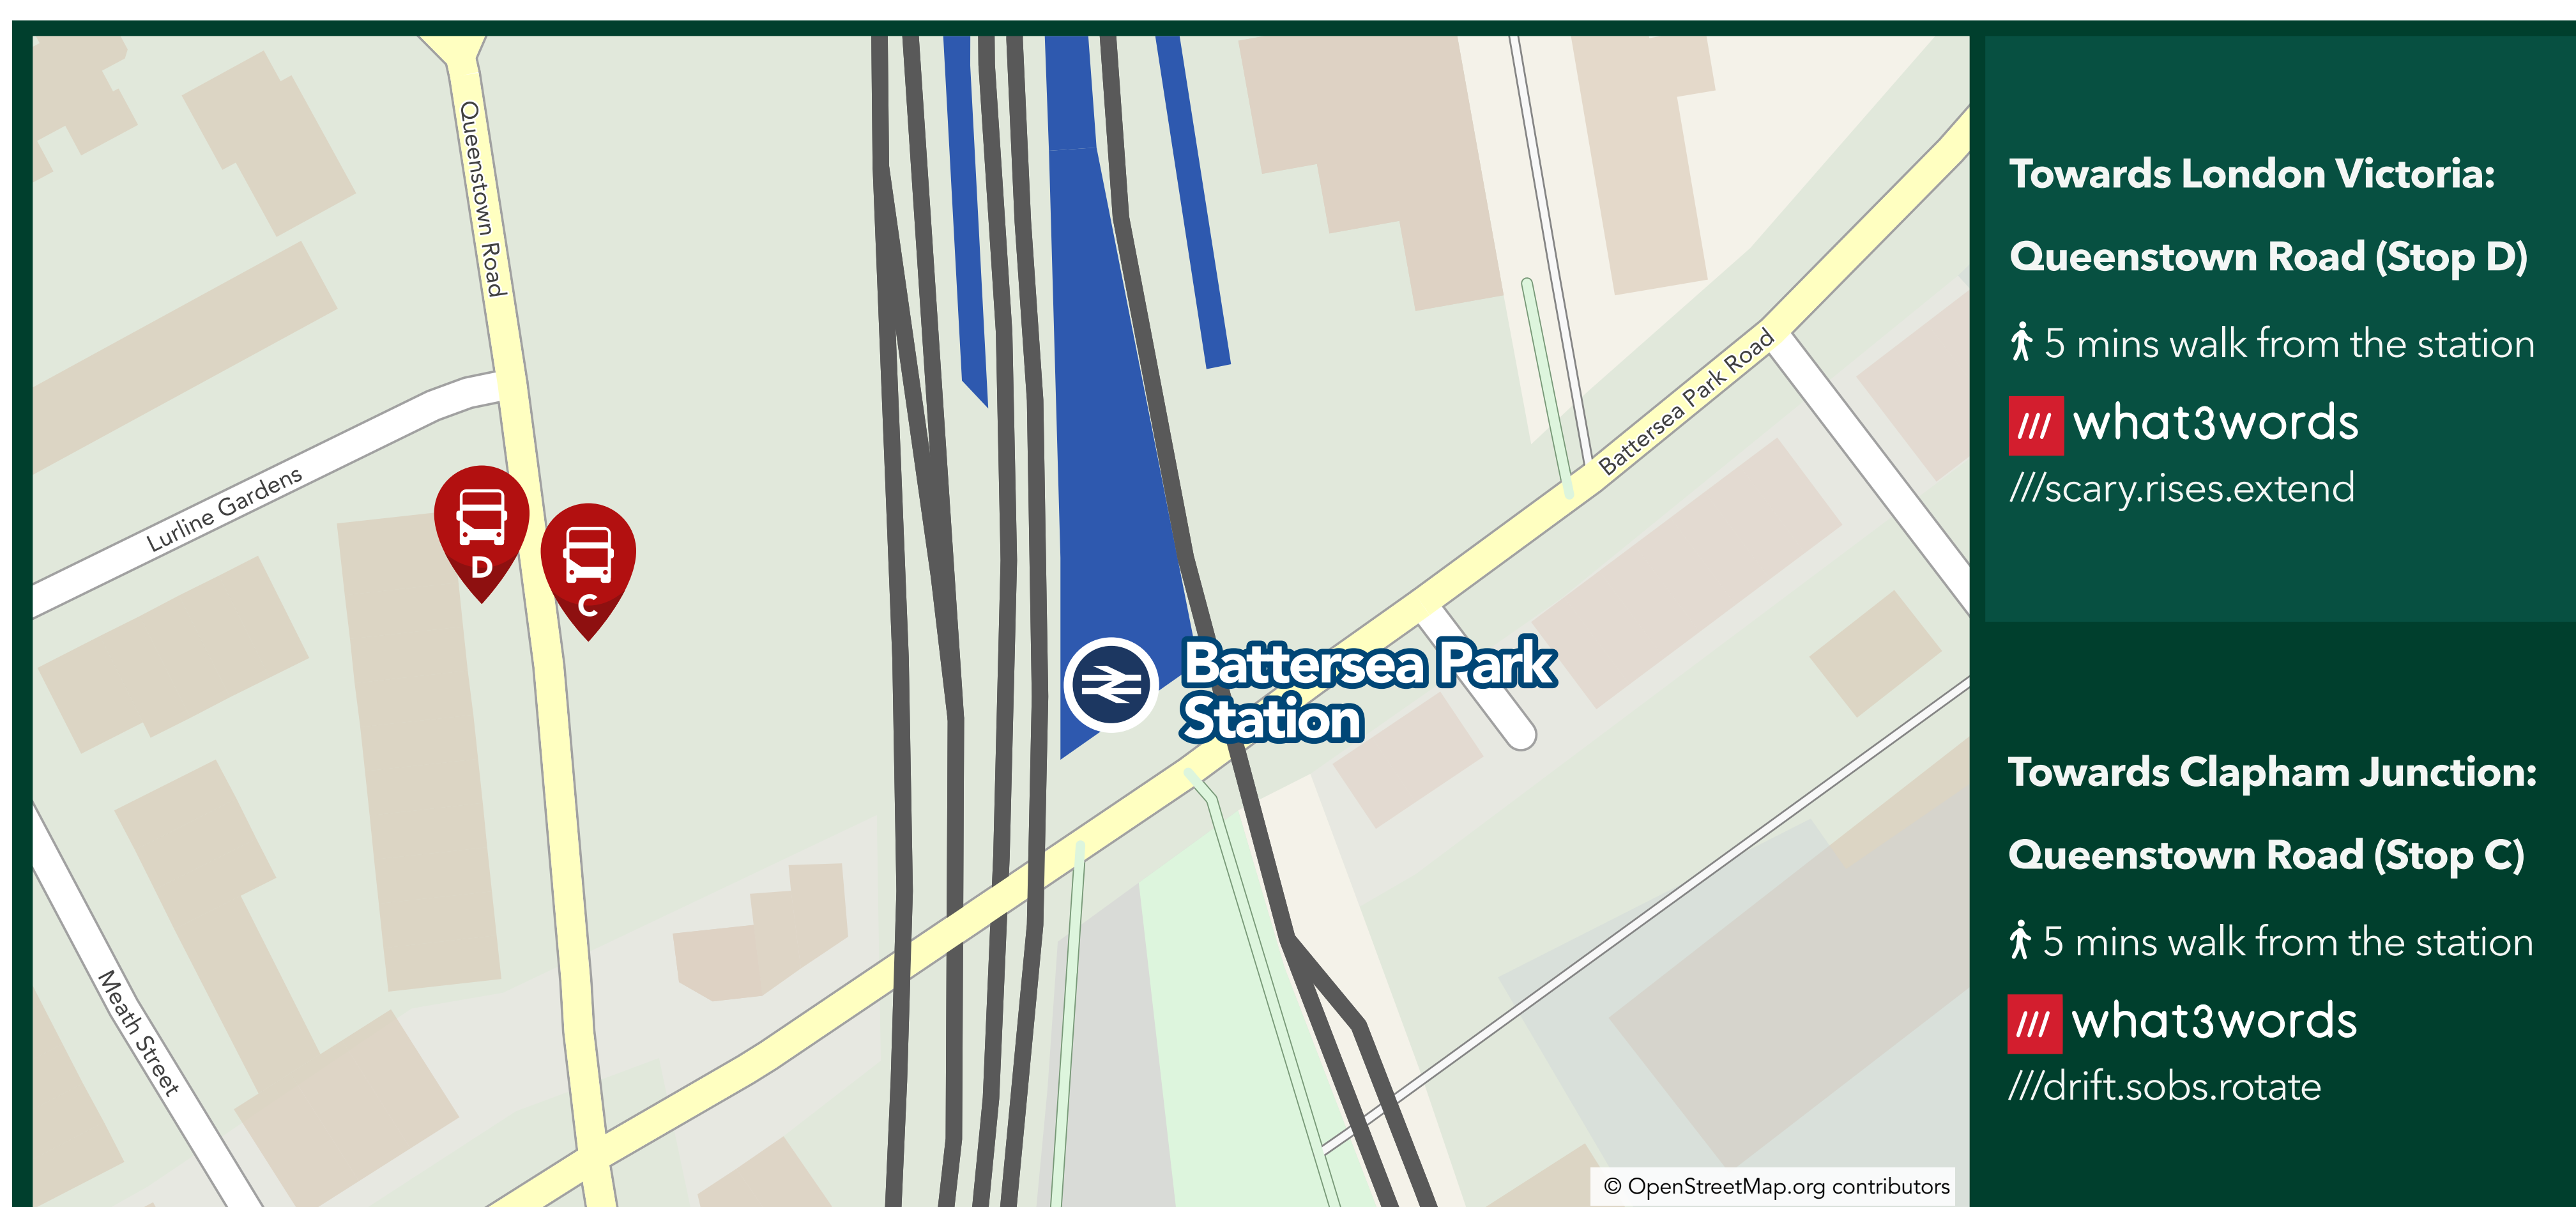 Queenstown Road
Lurline Gardens
D
C
Meath Street
Battersea Park Road
Battersea Park
Station
© OpenStreetMap.org contributors
Towards London Victoria:
Queenstown Road (Stop D)
5 mins walk from the station
what3words
///scary.rises.extend
Towards Clapham Junction:
Queenstown Road (Stop C)
5 mins walk from the station
what3words
///drift.sobs.rotate